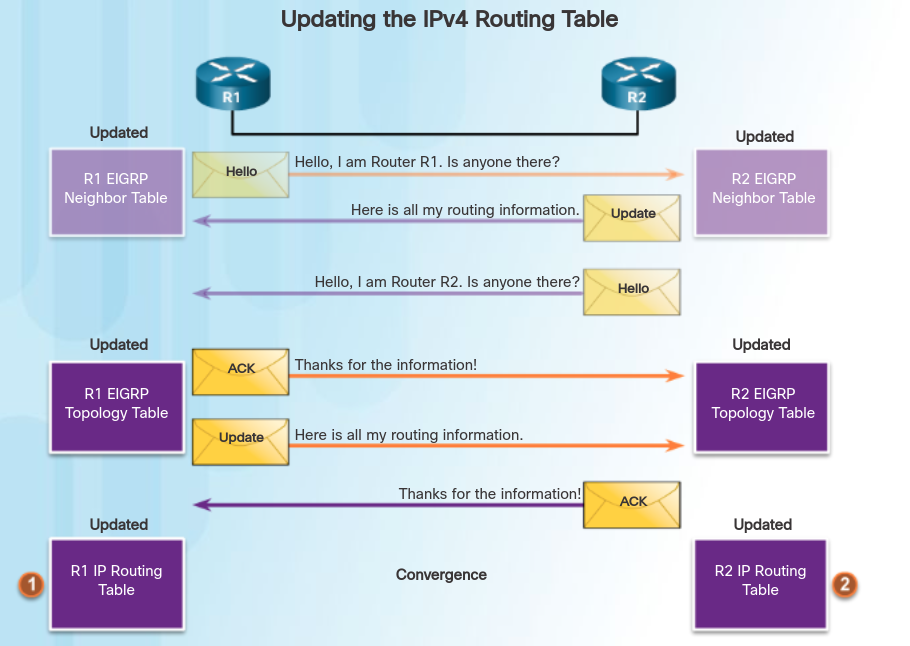 Updating the IPv4 Routing Table
R1
R2
Updated
Updated
R1 EIGRP
Neighbor Table
Hello
Hello, I am Router R1. Is anyone there?
R2 EIGRP
Neighbor Table
Here is all my routing information.
Update
Hello, I am Router R2. Is anyone there?
Hello
Updated
Updated
R1 EIGRP
Topology Table
ACK
Thanks for the information!
R2 EIGRP
Topology Table
Update
Here is all my routing information.
Thanks for the information!
ACK
Updated
Updated
1
R1 IP Routing
Table
Convergence
R2 IP Routing
Table
2